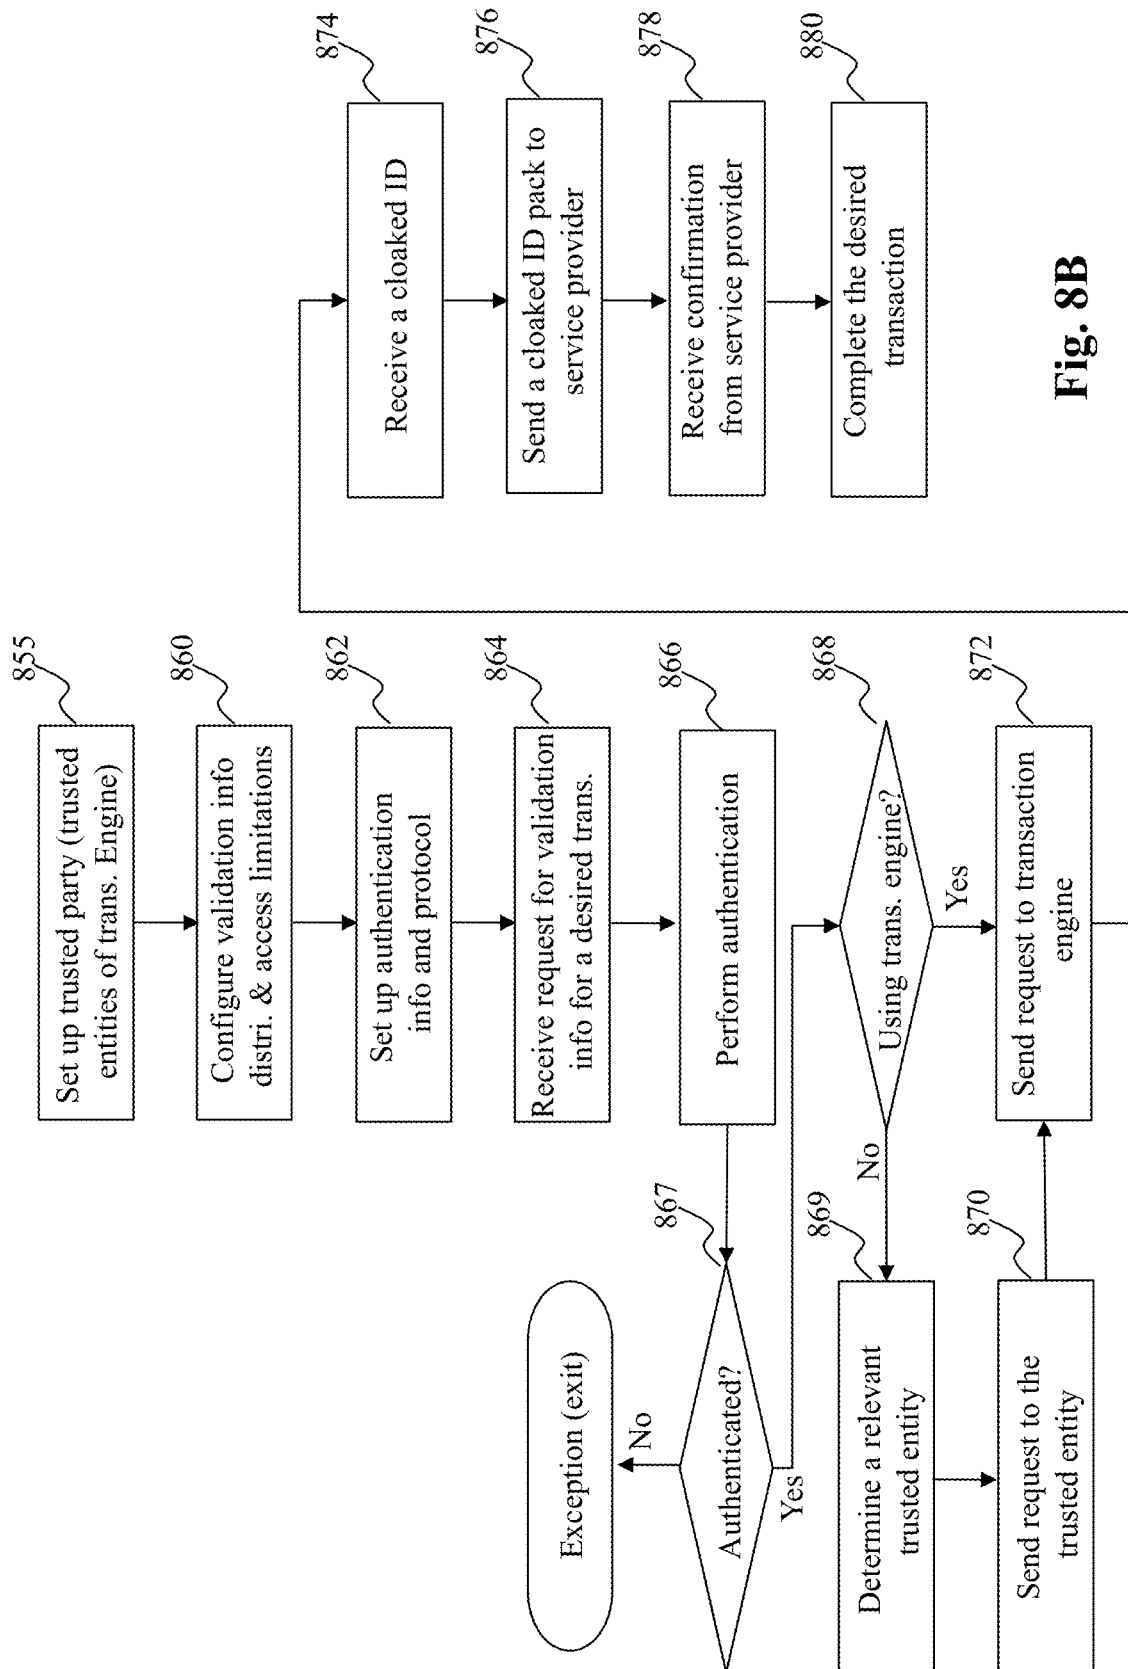 855
Set up trusted party (trusted
entities of trans. Engine)
860
Configure validation info
distri. & access limitations
862
Set up authentication
info and protocol
864
Receive request for validation
info for a desired trans.
866
Perform authentication
867
Authenticated?
No
Exception (exit)
Yes
868
Using trans. engine?
No
Yes
869
Determine a relevant
trusted entity
870
Send request to the
trusted entity
872
Send request to transaction
engine
874
Receive a cloaked ID
876
Send a cloaked ID pack to
service provider
878
Receive confirmation
from service provider
880
Complete the desired
transaction
Fig. 8B